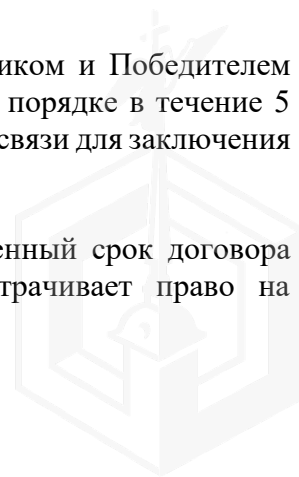 иком и Победителем
порядке в течение 5
связи для заключения
енный срок договора
трачивает право на